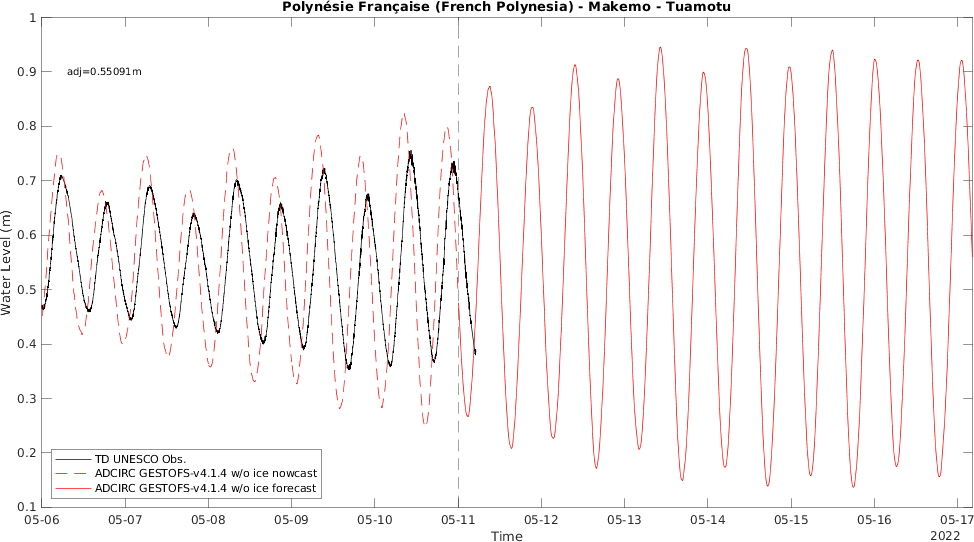 Polynésie Française (French Polynesia) - Makemo - Tuamotu
1
0.9
0.8
0.7
0.6
0.5
0.4
0.3
0.2
0.1
Water Level (m)
adj=0.55091m
TD UNESCO Obs.
ADCIRC GESTOFS-v4.1.4 w/o ice nowcast
ADCIRC GESTOFS-v4.1.4 w/o ice forecast
05-06 05-07 05-08 05-09 05-10 05-11 05-12 05-13 05-14 05-15 05-16 05-17
Time
2022